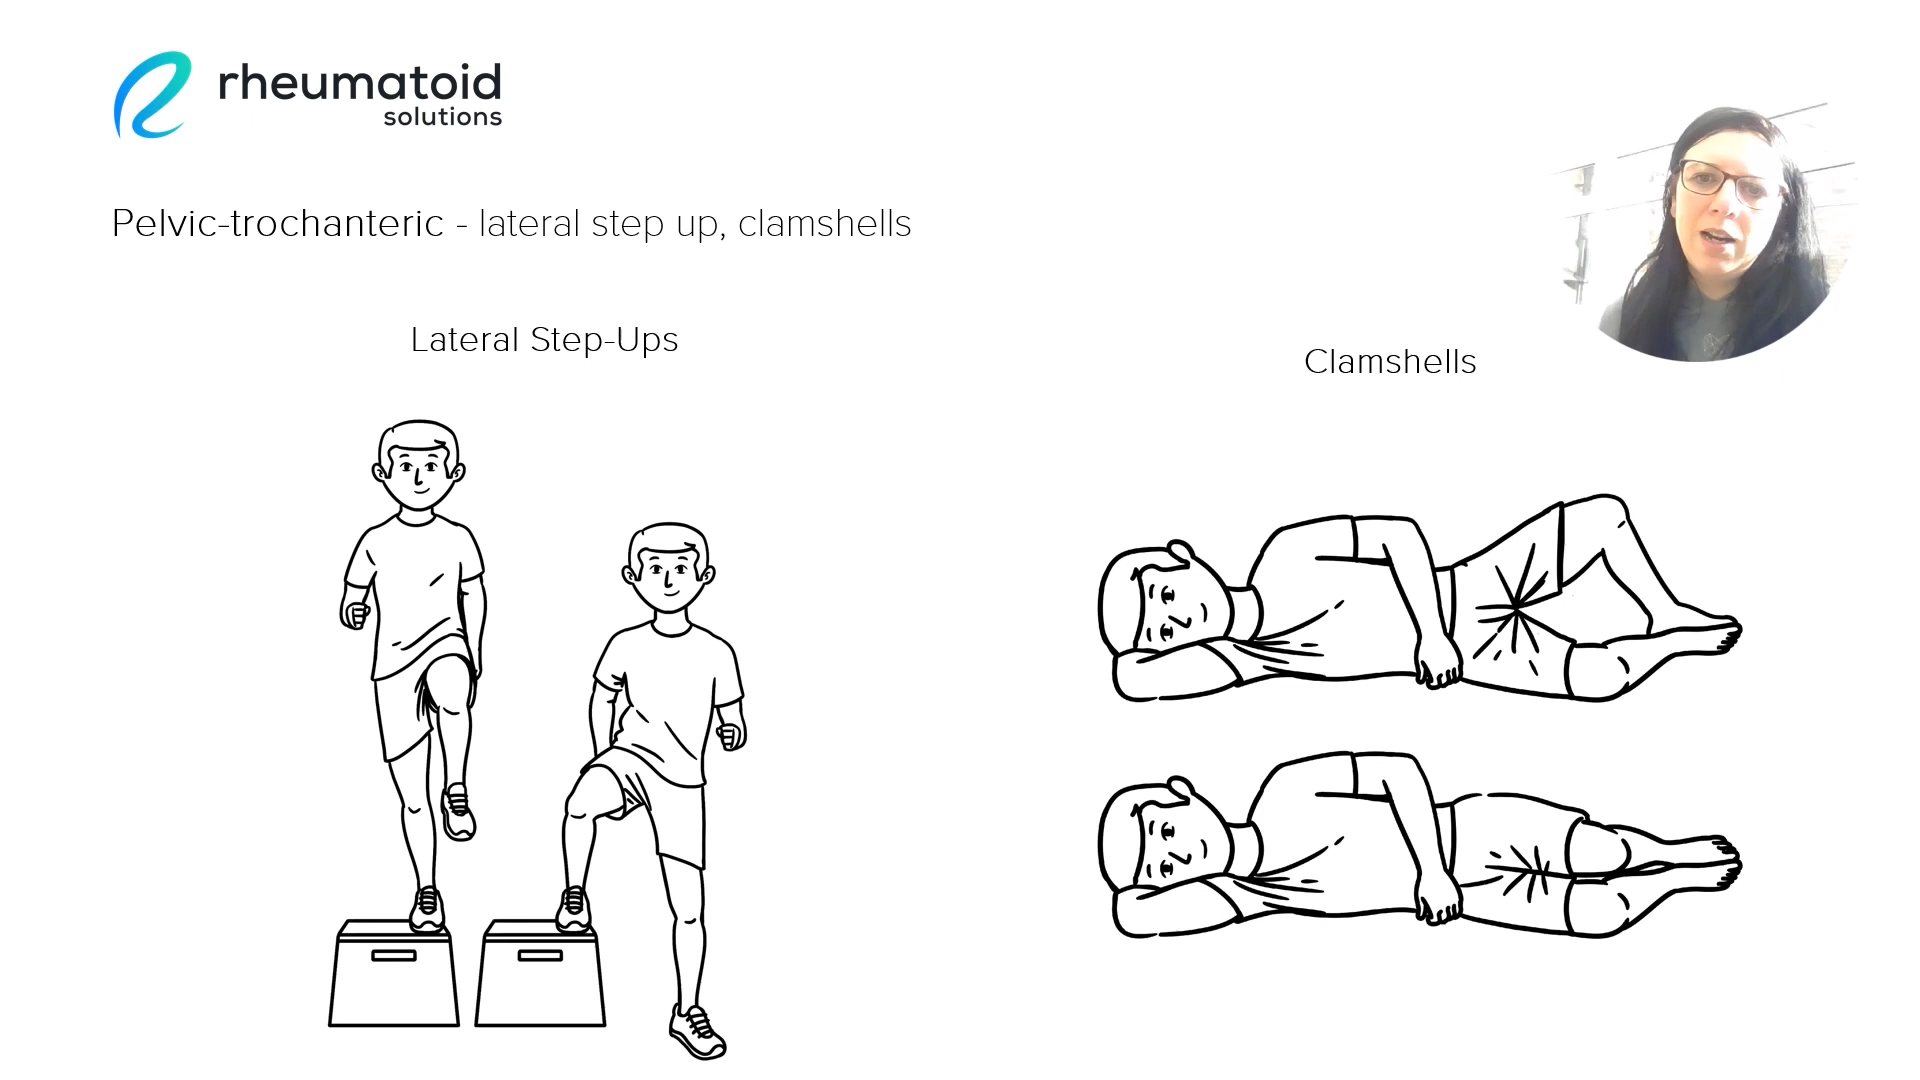 rheumatoid
solutions
Pelvic-trochanteric - lateral step up, clamshells
Lateral Step-Ups
Clamshells